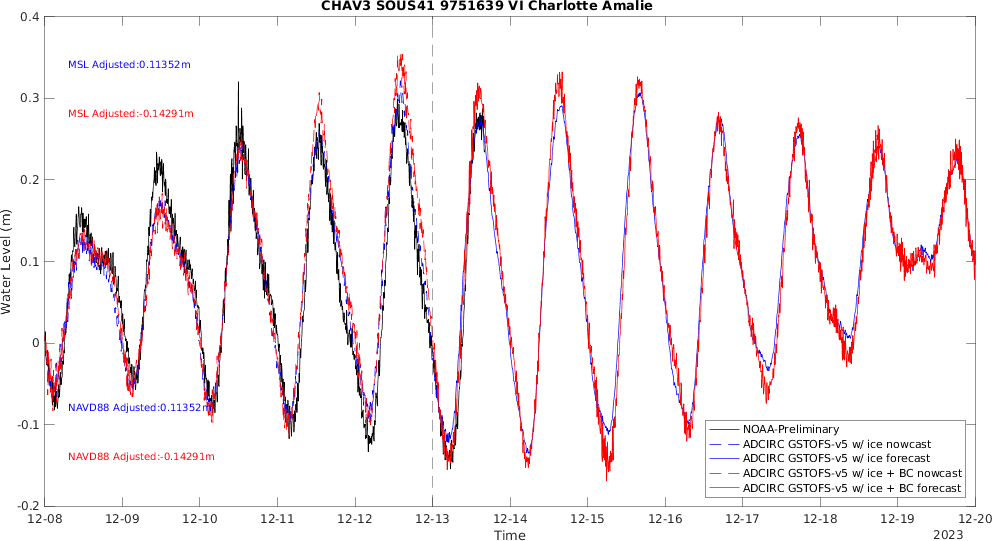 CHAV3 SOUS41 9751639 VI Charlotte Amalie
0.4
0.3
0.2
0.1
0
-0.1
-0.2
Water Level (m)
MSL Adjusted:0.11352m
MSL Adjusted:-0.14291m
NAVD88 Adjusted:0.11352m
NAVD88 Adjusted:-0.14291m
NOAA-Preliminary
ADCIRC GSTOFS-v5 w/ ice nowcast
ADCIRC GSTOFS-v5 w/ ice forecast
ADCIRC GSTOFS-v5 w/ ice + BC nowcast
ADCIRC GSTOFS-v5 w/ ice + BC forecast
12-08 12-09 12-10 12-11 12-12 12-13 12-14 12-15 12-16 12-17 12-18 12-19 12-20
Time
2023